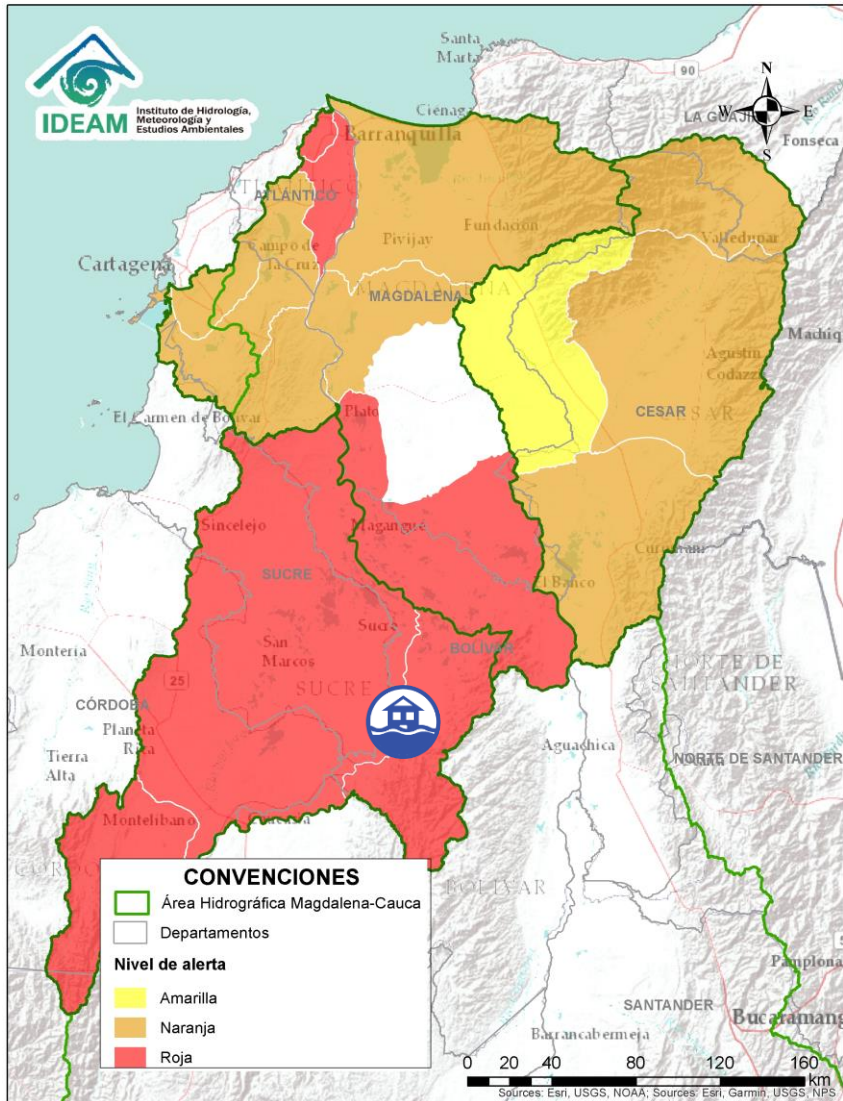 IDEAM
Instituto de Hidrología,
Meteorología y
Estudios Ambientales
Santa
Marta
90
N
W E
S
LA GUAJIRA
Fonseca
Ciénaga
Barranquilla
ATLÁNTICO
Valledupar
Fundación
Pivijay
Campo de
la Cruz
Cartagena
MAGDALENA
Agustín
Codazzi
El Carmen de Bolívar
Plato
CESAR
CESAR
Sincelejo
Magangué
SUCRE
El Banco
Sucre
San
Marcos
BOLÍVAR
Montería
SUCRE
NORTE DE
SANTANDER
25
CÓRDOBA
Planeta
Rica
Aguachica
Tierra
Alta
NORTE DE SANTANDER
Montelibano
BOLÍVAR
CONVENCIONES
Área Hidrográfica Magdalena-Cauca
Departamentos
Nivel de alerta
Amarilla
Naranja
Roja
Pamplona
SANTANDER
Barrancabermeja
0 20 40 80 120 160
km
Sources: Esri, USGS, NOAA; Sources: Esri, Garmin, USGS, NPS